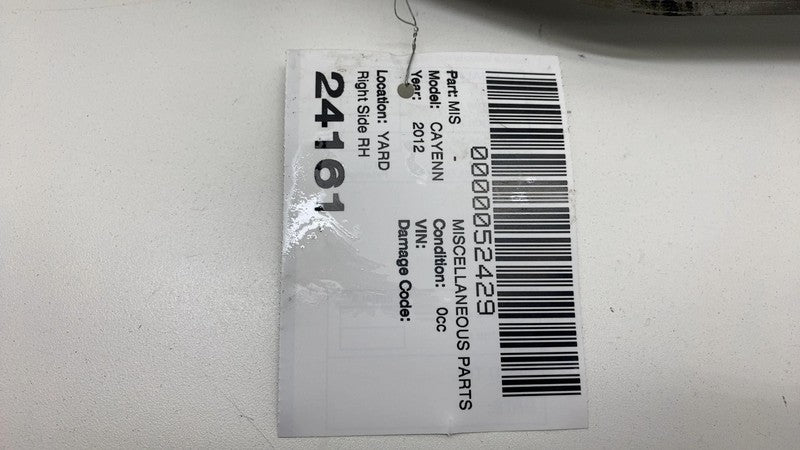 0000052429
Part: MIS - MISCELLANEOUS PARTS
Model: CAYENN Condition: 0cc
Year: 2012 VIN:
Damage Code:
Location: YARD
Right Side RH
24161